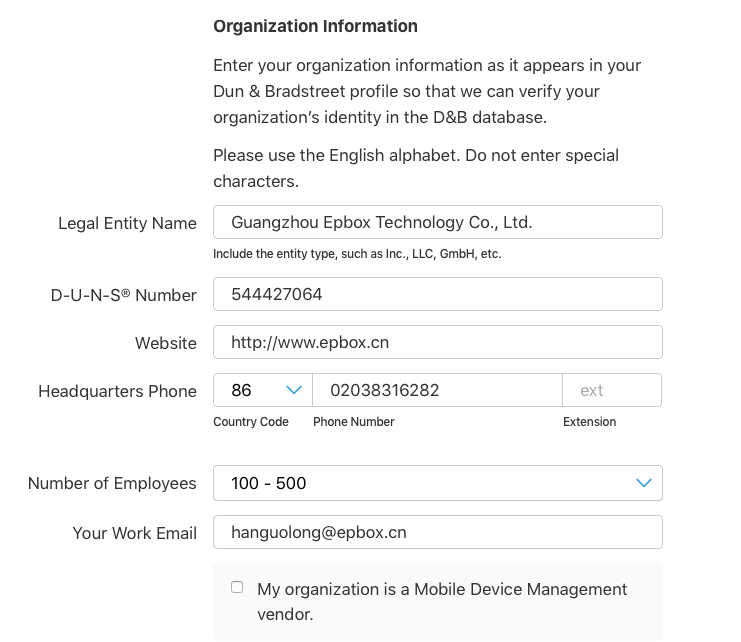 Organization Information
Enter your organization information as it appears in your
Dun & Bradstreet profile so that we can verify your
organization’s identity in the D&B database.
Please use the English alphabet. Do not enter special
characters.
Legal Entity Name
Guangzhou Epbox Technology Co., Ltd.
Include the entity type, such as Inc., LLC, GmbH, etc.
D-U-N-S® Number
544427064
Website
http://www.epbox.cn
Headquarters Phone
86
02038316282
ext
Country Code
Phone Number
Extension
Number of Employees
100 - 500
Your Work Email
hanguolong@epbox.cn
My organization is a Mobile Device Management
vendor.